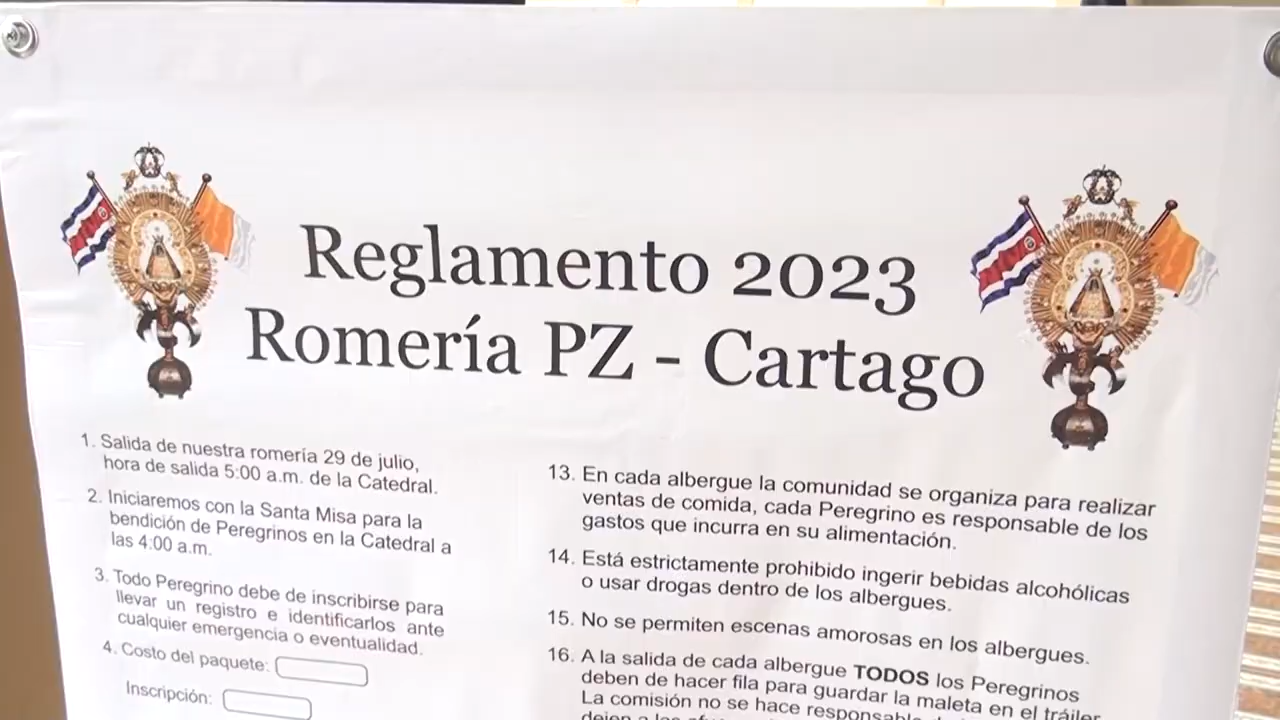 Reglamento 2023
Romería PZ - Cartago
1. Salida de nuestra romería 29 de julio,
hora de salida 5:00 a.m. de la Catedral.
2. Iniciaremos con la Santa Misa para la
bendición de Peregrinos en la Catedral a
las 4:00 a.m.
3. Todo Peregrino debe de inscribirse para
llevar un registro e identificarlos ante
cualquier emergencia o eventualidad.
4. Costo del paquete:
Inscripción:
13. En cada albergue la comunidad se organiza para realizar
ventas de comida, cada Peregrino es responsable de los
gastos que incurra en su alimentación.
14. Está estrictamente prohibido ingerir bebidas alcohólicas
o usar drogas dentro de los albergues.
15. No se permiten escenas amorosas en los albergues.
16. A la salida de cada albergue TODOS los Peregrinos
deben de hacer fila para guardar la maleta en el tráiler
La comisión no se hace responsable
dejen a los